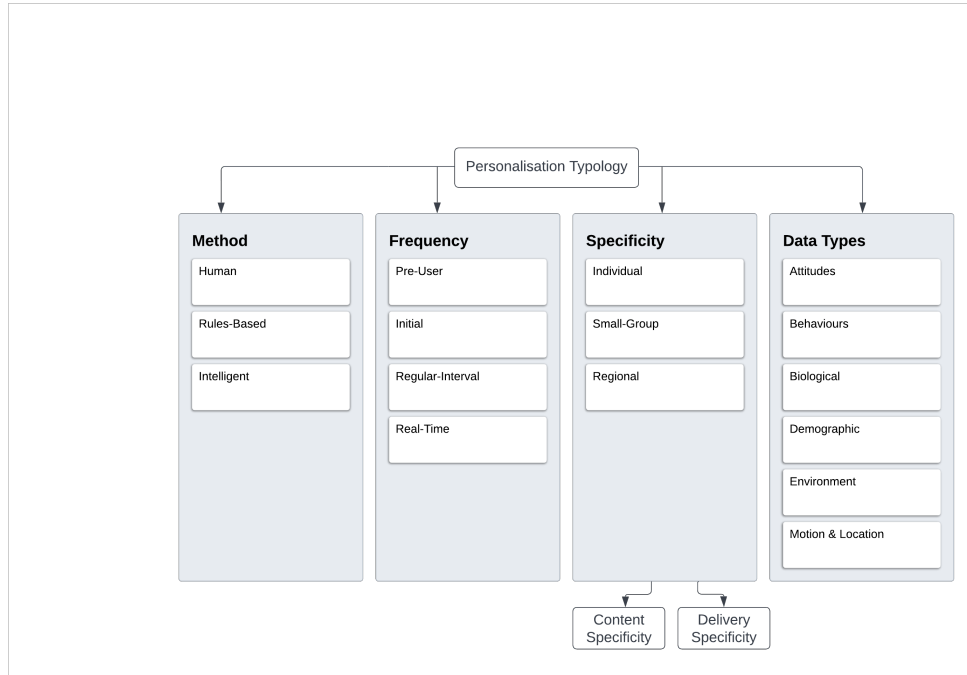 Personalisation Typology
Method
Human
Rules-Based
Intelligent
Frequency
Pre-User
Initial
Regular-Interval
Real-Time
Specificity
Individual
Small-Group
Regional
Data Types
Attitudes
Behaviours
Biological
Demographic
Environment
Motion & Location
Content
Specificity
Delivery
Specificity